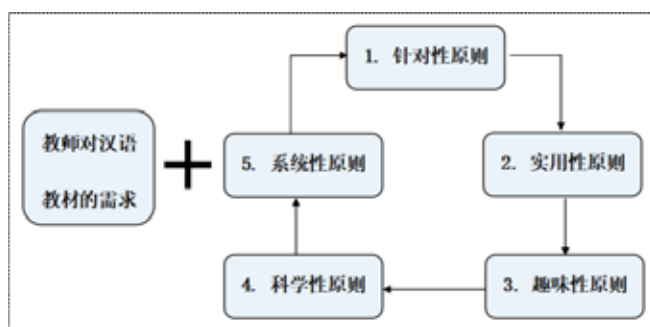 教师对汉语
教材的需求
1. 针对性原则
2. 实用性原则
3. 趣味性原则
4. 科学性原则
5. 系统性原则